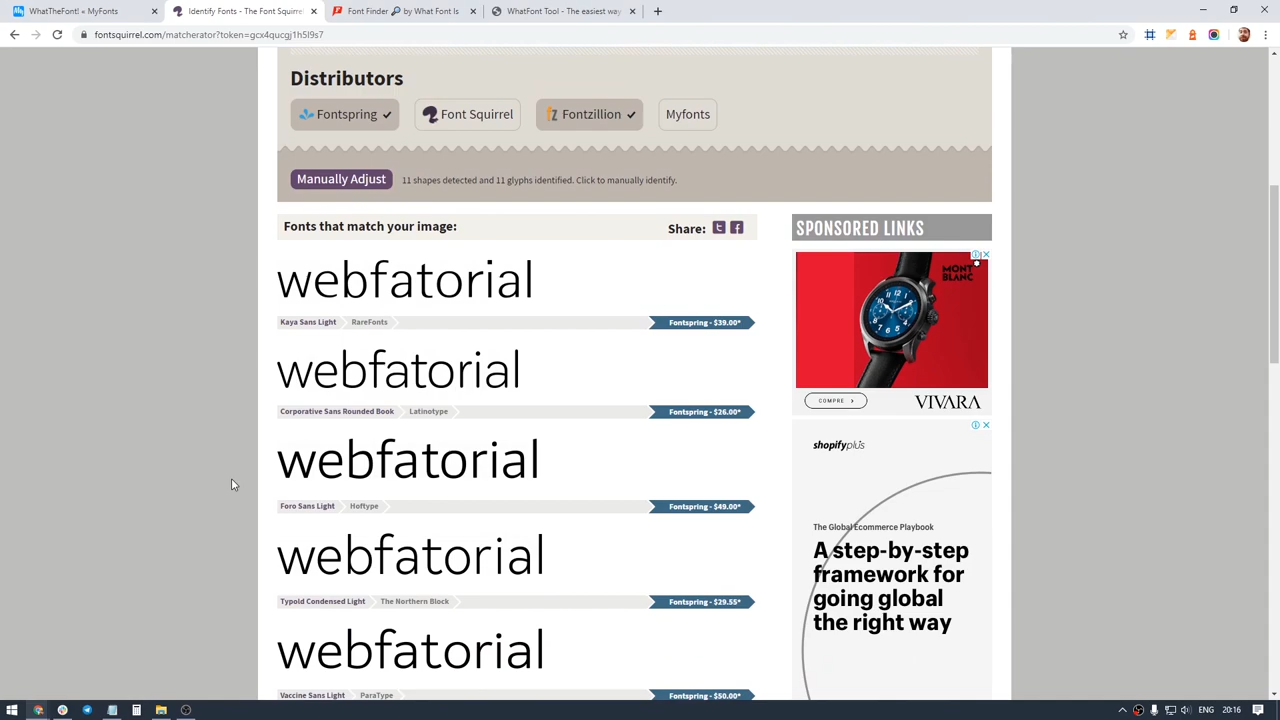 WhatTheFont! « MyFonts
Identify Fonts - The Font Squirrel
Font Finder 🔎 by What Font Is
WhatFont Tool - The easiest way
fontsquirrel.com/matcherator?token=gcx4qucgj1h5l9s7
Distributors
Fontspring
Font Squirrel
Fontzillion
Myfonts
Manually Adjust
11 shapes detected and 11 glyphs identified. Click to manually identify.
Fonts that match your image:
Share:
SPONSORED LINKS
webfatorial
Kaya Sans Light
RareFonts
Fontspring - $39.00*
webfatorial
Corporative Sans Rounded Book
Latinotype
Fontspring - $26.00*
webfatorial
Foro Sans Light
Hoftype
Fontspring - $49.00*
webfatorial
Typold Condensed Light
The Northern Block
Fontspring - $29.55*
webfatorial
Vaccine Sans Light
ParaType
Fontspring - $50.00*
MONT
BLANC
COMPRE
VIVARA
shopifyplus
The Global Ecommerce Playbook
A step-by-step
framework for
going global
the right way
ENG
20:16